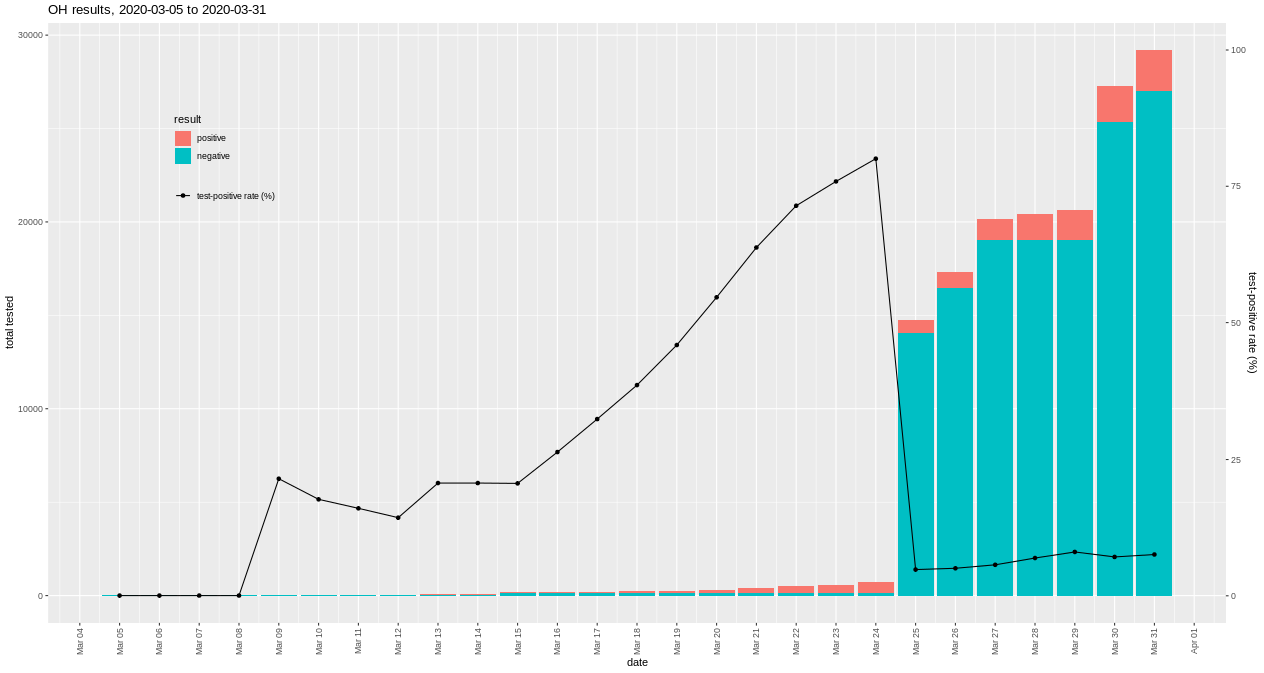 OH results, 2020-03-05 to 2020-03-31
30000
20000
10000
0
total tested
result
positive
negative
test-positive rate (%)
100
75
50
25
0
test-positive rate (%)
Mar 04
Mar 05
Mar 06
Mar 07
Mar 08
Mar 09
Mar 10
Mar 11
Mar 12
Mar 13
Mar 14
Mar 15
Mar 16
Mar 17
Mar 18
Mar 19
Mar 20
Mar 21
Mar 22
Mar 23
Mar 24
Mar 25
Mar 26
Mar 27
Mar 28
Mar 29
Mar 30
Mar 31
Apr 01
date